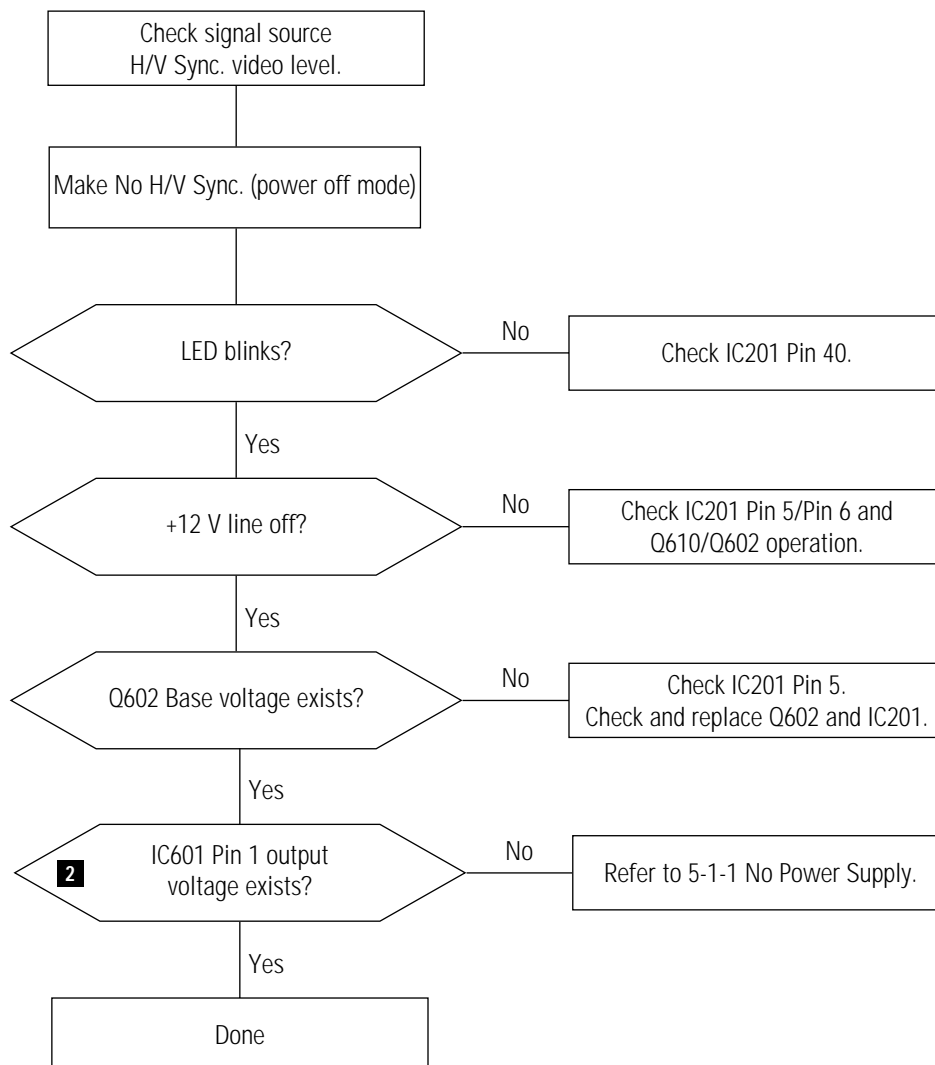 Check signal source
H/V Sync. video level.
Make No H/V Sync. (power off mode)
LED blinks?
No
Check IC201 Pin 40.
Yes
+12 V line off?
No
Check IC201 Pin 5/Pin 6 and
Q610/Q602 operation.
Yes
Q602 Base voltage exists?
No
Check IC201 Pin 5.
Check and replace Q602 and IC201.
Yes
2
IC601 Pin 1 output
voltage exists?
No
Refer to 5-1-1 No Power Supply.
Yes
Done